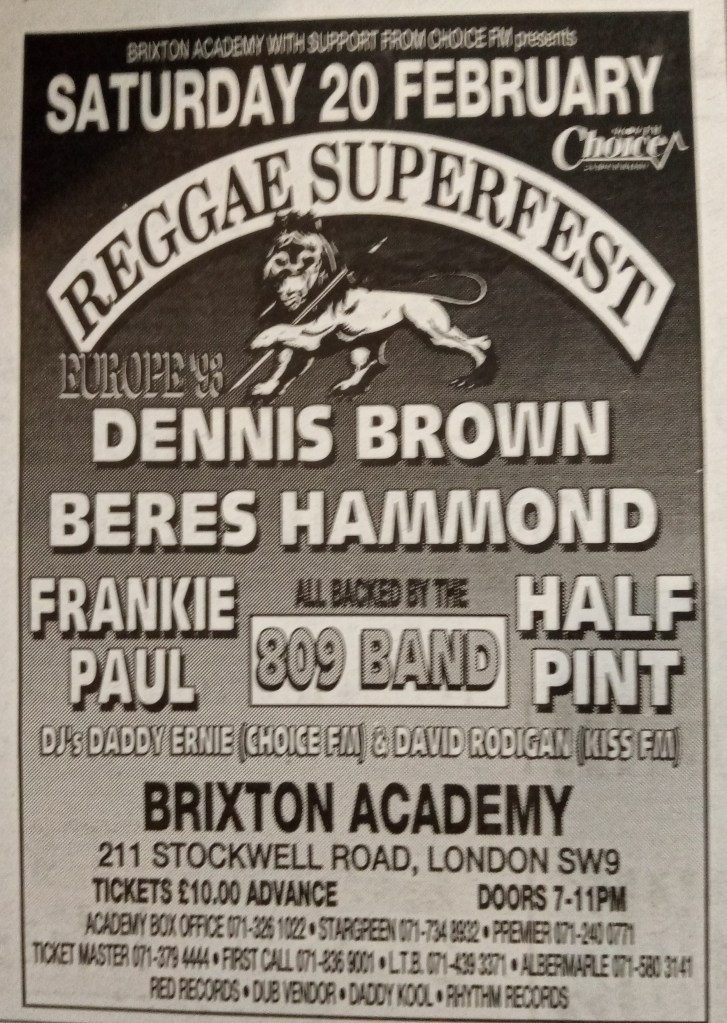 BRIXTON ACADEMY WITH SUPPORT FROM CHOICE FM presents
SATURDAY 20 FEBRUARY
Choice
REGGAE SUPERFEST
EUROPE '93
DENNIS BROWN
BERES HAMMOND
FRANKIE PAUL
ALL BACKED BY THE
809 BAND
HALF PINT
DJ's DADDY ERNIE (CHOICE FM) & DAVID RODIGAN (KISS FM)
BRIXTON ACADEMY
211 STOCKWELL ROAD, LONDON SW9
TICKETS £10.00 ADVANCE DOORS 7-11PM
ACADEMY BOX OFFICE 071-326 1022 • STARGREEN 071-734 8932 • PREMIER 071-240 0771
TICKET MASTER 071-379 4444 • FIRST CALL 071-836 9001 • L.T.B. 071-439 3371 • ALBERMARLE 071-580 3141
RED RECORDS • DUB VENDOR • DADDY KOOL • RHYTHM RECORDS